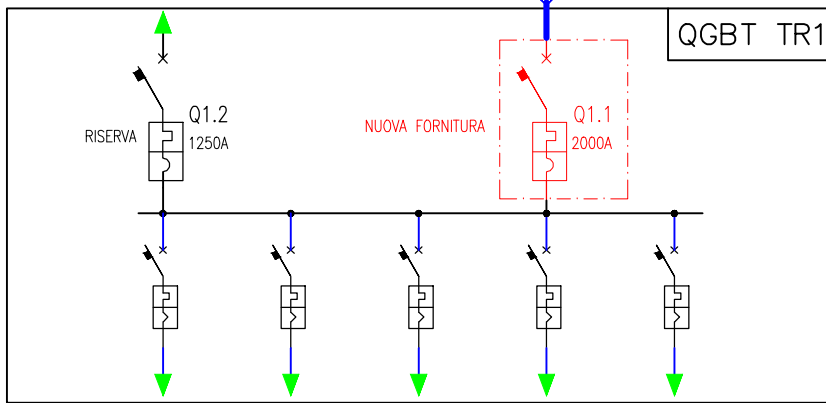 QGBT TR1
Q1.2
RISERVA
1250A
Q1.1
NUOVA FORNITURA
2000A